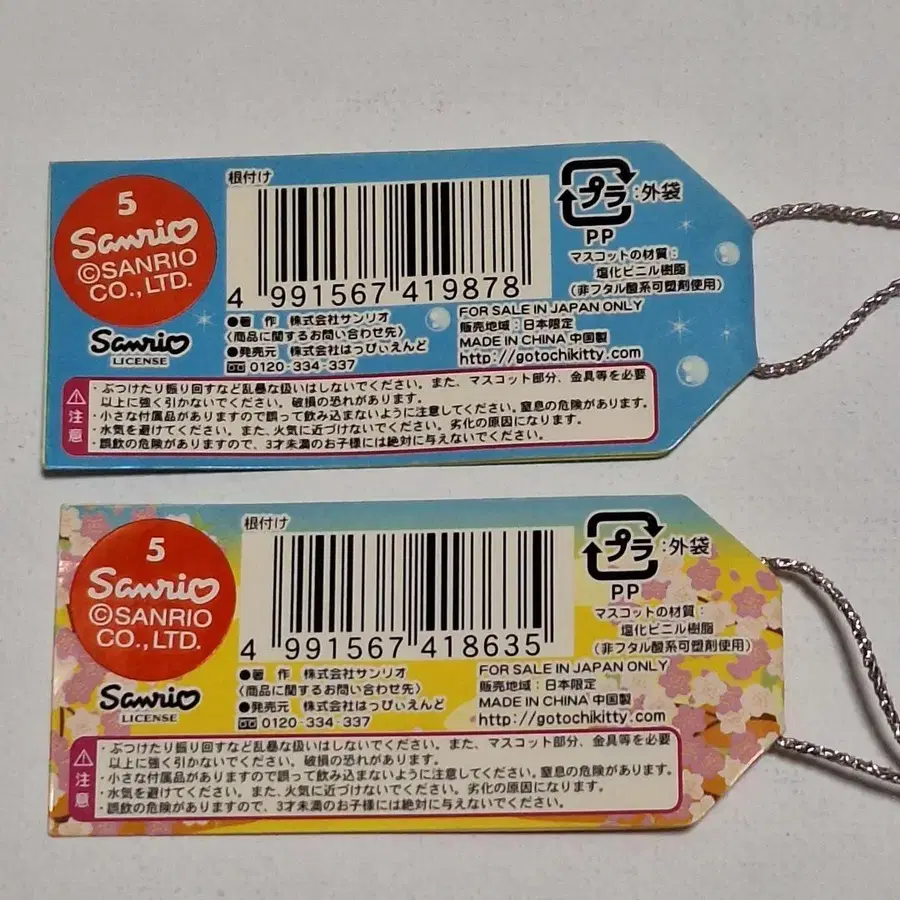 5
Sanrio
©SANRIO
CO.,LTD.
Sanrio
LICENSE
根付け
4 991567 419878
●著 作 株式会社サンリオ
〈商品に関するお問い合わせ先〉
●発売元 株式会社はっぴぃえんど
0120-334-337
プラ:外袋
PP
マスコットの材質:
塩化ビニル樹脂
(非フタル酸系可塑剤使用)
FOR SALE IN JAPAN ONLY
販売地域:日本限定
MADE IN CHINA 中国製
http://gotochikitty.com
注意
・ぶつけたり振り回すなど乱暴な扱いはしないでください。また、マスコット部分、金具等を必要
以上に強く引かないでください。破損の恐れがあります。
・小さな付属品がありますので誤って飲み込まないように注意してください。窒息の危険があります。
・水気を避けてください。また、火気に近づけないでください。劣化の原因になります。
・誤飲の危険がありますので、3才未満のお子様には絶対に与えないでください。
5
Sanrio
©SANRIO
CO.,LTD.
Sanrio
LICENSE
根付け
4 991567 418635
●著 作 株式会社サンリオ
〈商品に関するお問い合わせ先〉
●発売元 株式会社はっぴぃえんど
0120-334-337
プラ:外袋
PP
マスコットの材質:
塩化ビニル樹脂
(非フタル酸系可塑剤使用)
FOR SALE IN JAPAN ONLY
販売地域:日本限定
MADE IN CHINA 中国製
http://gotochikitty.com
注意
・ぶつけたり振り回すなど乱暴な扱いはしないでください。また、マスコット部分、金具等を必要
以上に強く引かないでください。破損の恐れがあります。
・小さな付属品がありますので誤って飲み込まないように注意してください。窒息の危険があります。
・水気を避けてください。また、火気に近づけないでください。劣化の原因になります。
・誤飲の危険がありますので、3才未満のお子様には絶対に与えないでください。